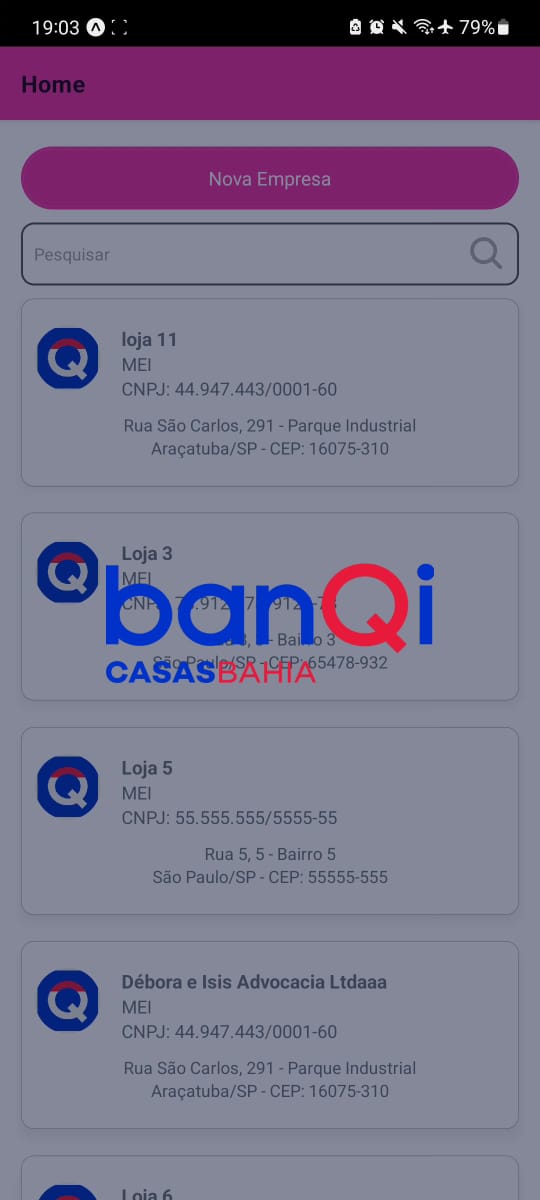 19:03
79%
Home
Nova Empresa
Pesquisar
loja 11
MEI
CNPJ: 44.947.443/0001-60
Rua São Carlos, 291 - Parque Industrial
Araçatuba/SP - CEP: 16075-310
Loja 3
MEI
banQi
Bairro 3
CASASBAHIA
São Paulo/SP - CEP: 65478-932
Loja 5
MEI
CNPJ: 55.555.555/5555-55
Rua 5, 5 - Bairro 5
São Paulo/SP - CEP: 55555-555
Débora e Isis Advocacia Ltdaaa
MEI
CNPJ: 44.947.443/0001-60
Rua São Carlos, 291 - Parque Industrial
Araçatuba/SP - CEP: 16075-310
Loja 6